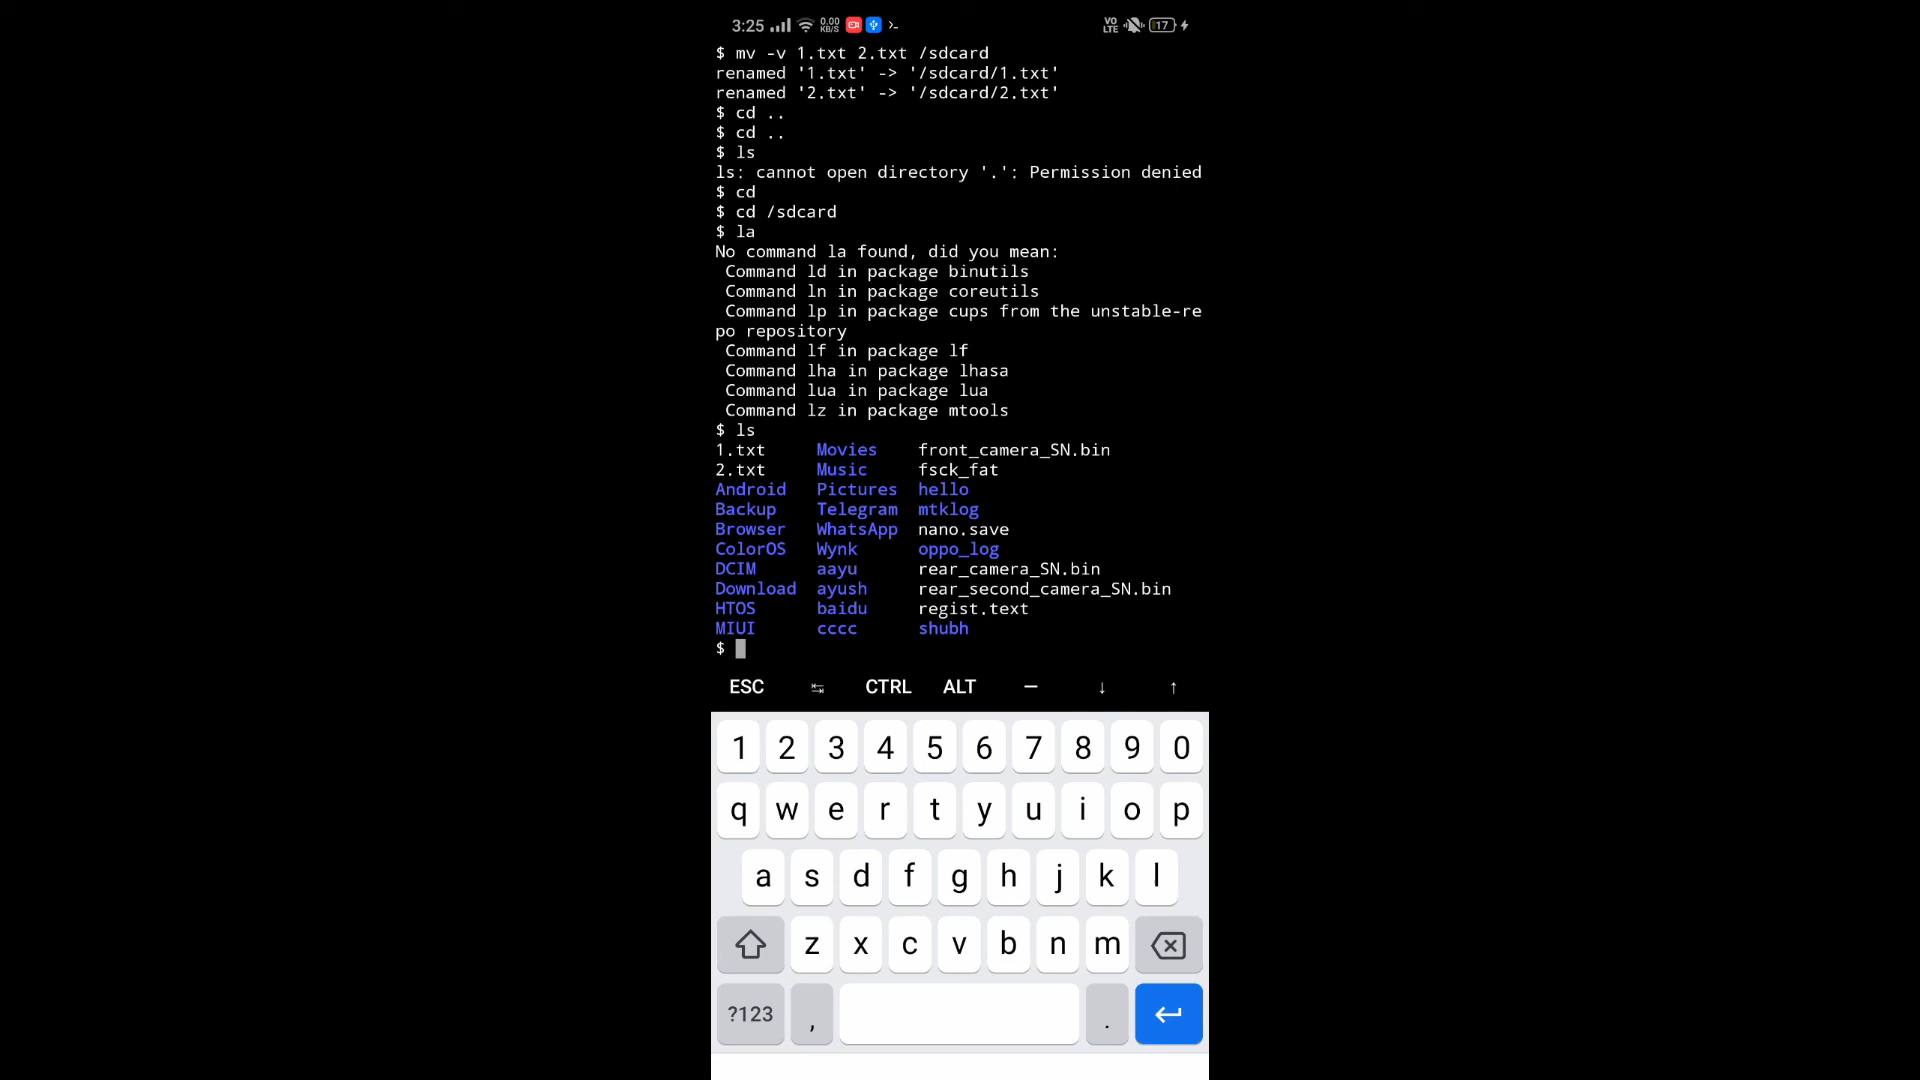 3:25 0.00 KB/S VO LTE 17
$ mv -v 1.txt 2.txt /sdcard
renamed '1.txt' -> '/sdcard/1.txt'
renamed '2.txt' -> '/sdcard/2.txt'
$ cd ..
$ cd ..
$ ls
ls: cannot open directory '.': Permission denied
$ cd
$ cd /sdcard
$ la
No command la found, did you mean:
Command ld in package binutils
Command ln in package coreutils
Command lp in package cups from the unstable-re
po repository
Command lf in package lf
Command lha in package lhasa
Command lua in package lua
Command lz in package mtools
$ ls
1.txt Movies front_camera_SN.bin
2.txt Music fsck_fat
Android Pictures hello
Backup Telegram mtklog
Browser WhatsApp nano.save
ColorOS Wynk oppo_log
DCIM aayu rear_camera_SN.bin
Download ayush rear_second_camera_SN.bin
HTOS baidu regist.text
MIUI cccc shubh
$
ESC ⇆ CTRL ALT — ↓ ↑
1 2 3 4 5 6 7 8 9 0
q w e r t y u i o p
a s d f g h j k l
z x c v b n m
?123 , .